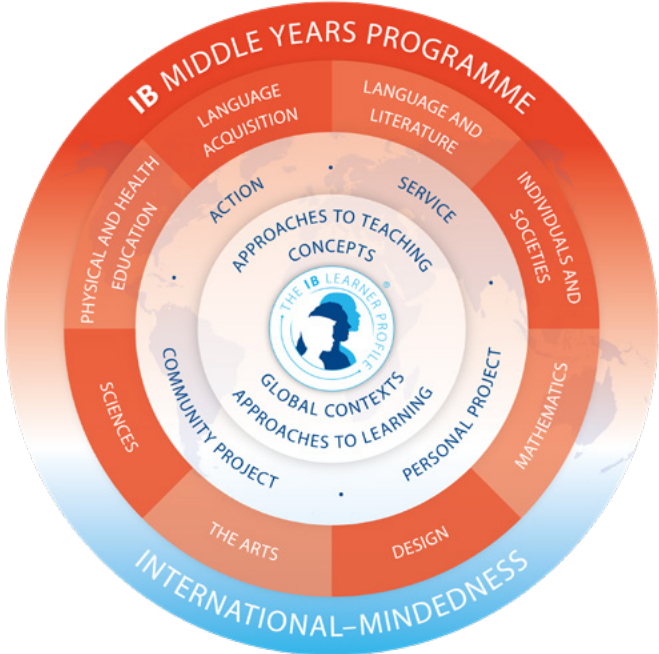 IB MIDDLE YEARS PROGRAMME
LANGUAGE
ACQUISITION
LANGUAGE AND
LITERATURE
INDIVIDUALS AND
SOCIETIES
MATHEMATICS
DESIGN
THE ARTS
SCIENCES
PHYSICAL AND HEALTH
EDUCATION
ACTION
SERVICE
PERSONAL PROJECT
COMMUNITY PROJECT
APPROACHES TO TEACHING
CONCEPTS
THE IB LEARNER PROFILE ®
GLOBAL CONTEXTS
APPROACHES TO LEARNING
INTERNATIONAL–MINDEDNESS